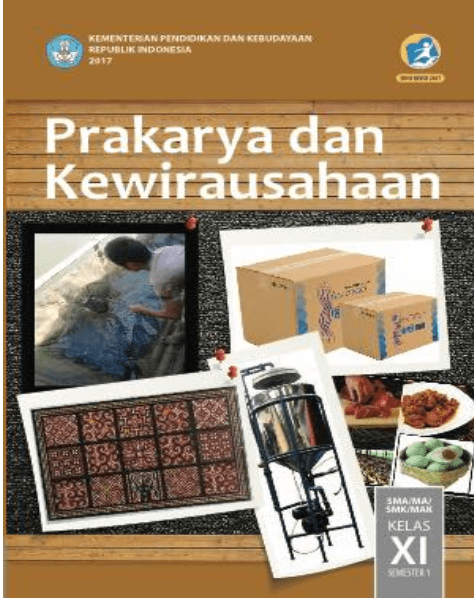 KEMENTERIAN PENDIDIKAN DAN KEBUDAYAAN
REPUBLIK INDONESIA
2017
Prakarya dan
Kewirausahaan
SMA/MA/
SMK/MAK
KELAS
XI
SEMESTER 1